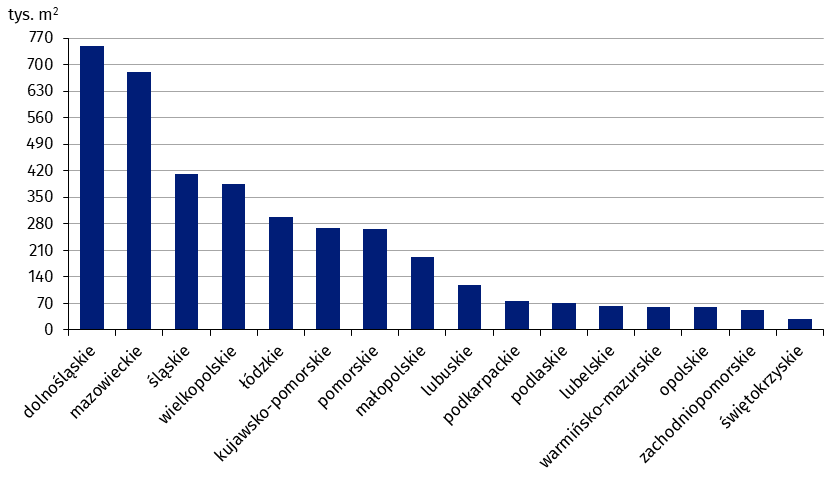 tys. m²
770
700
630
560
490
420
350
280
210
140
70
0
dolnośląskie
mazowieckie
śląskie
wielkopolskie
łódzkie
kujawsko-pomorskie
pomorskie
małopolskie
lubuskie
podkarpackie
podlaskie
lubelskie
warmińsko-mazurskie
opolskie
zachodniopomorskie
świętokrzyskie